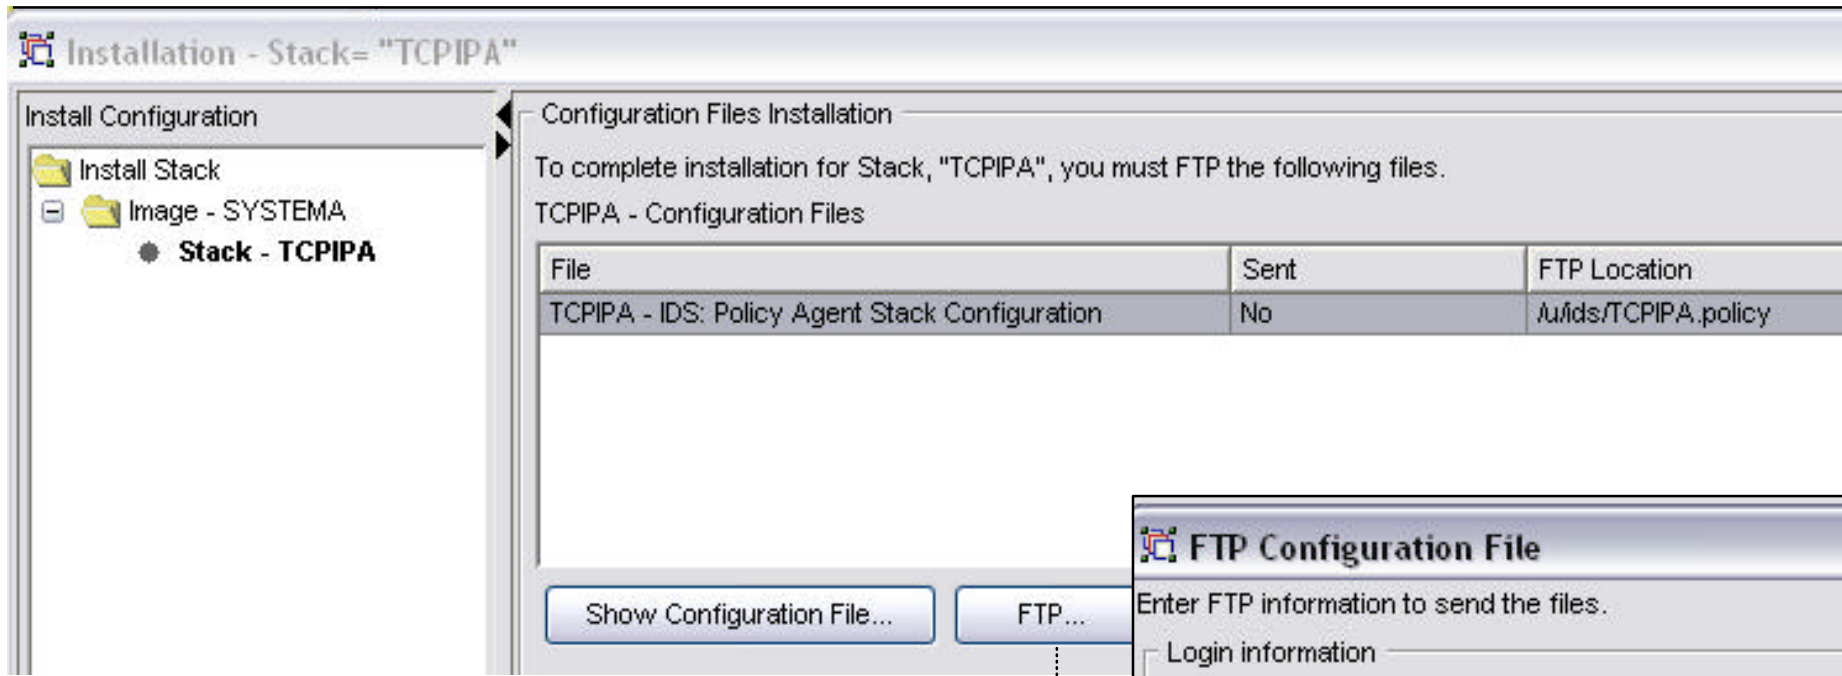 Installation - Stack= "TCPIPA"
Install Configuration
Install Stack
Image - SYSTEMA
Stack - TCPIPA
Configuration Files Installation
To complete installation for Stack, "TCPIPA", you must FTP the following files.
TCPIPA - Configuration Files
File Sent FTP Location
TCPIPA - IDS: Policy Agent Stack Configuration No /u/ids/TCPIPA.policy
Show Configuration File... FTP...
FTP Configuration File
Enter FTP information to send the files.
Login information